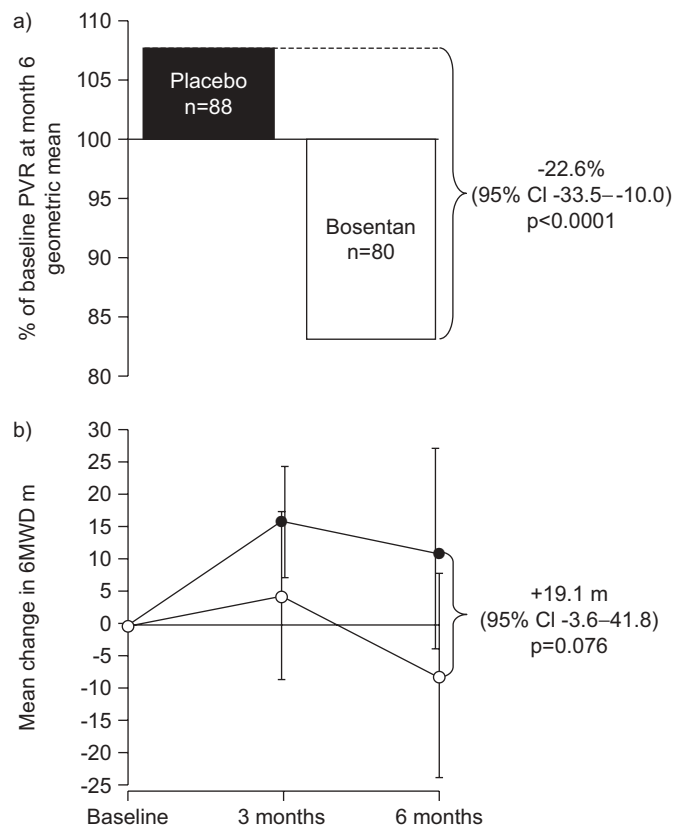 a)
110
105
100
95
90
85
80
% of baseline PVR at month 6
geometric mean
Placebo
n=88
Bosentan
n=80
-22.6%
(95% CI -33.5– -10.0)
p<0.0001
b)
30
25
20
15
10
5
0
-5
-10
-15
-20
-25
Mean change in 6MWD m
+19.1 m
(95% CI -3.6–41.8)
p=0.076
Baseline
3 months
6 months